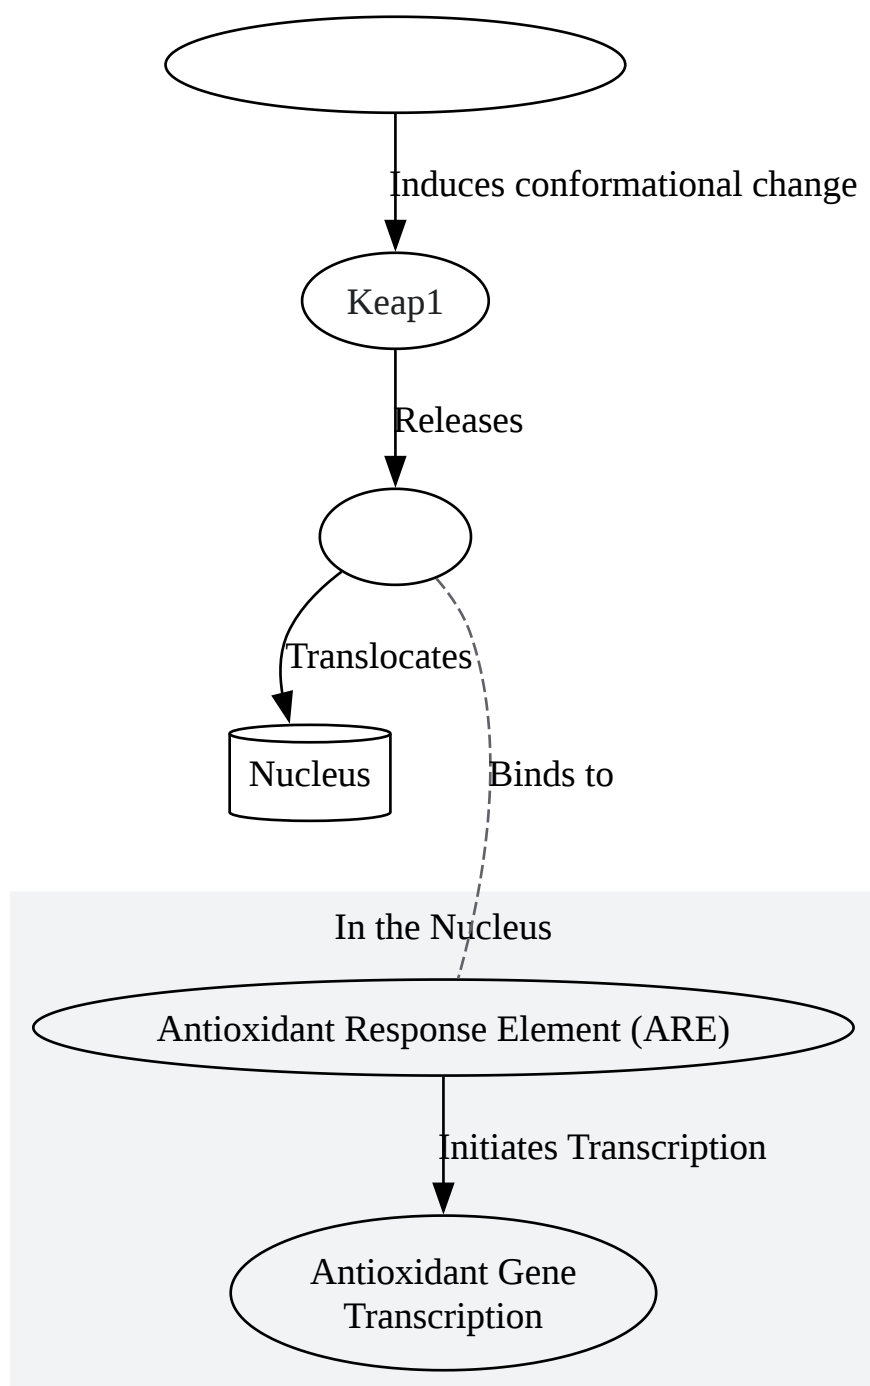 Induces conformational change
Keap1
Releases
Translocates
Nucleus
Binds to
In the Nucleus
Antioxidant Response Element (ARE)
Initiates Transcription
Antioxidant Gene
Transcription